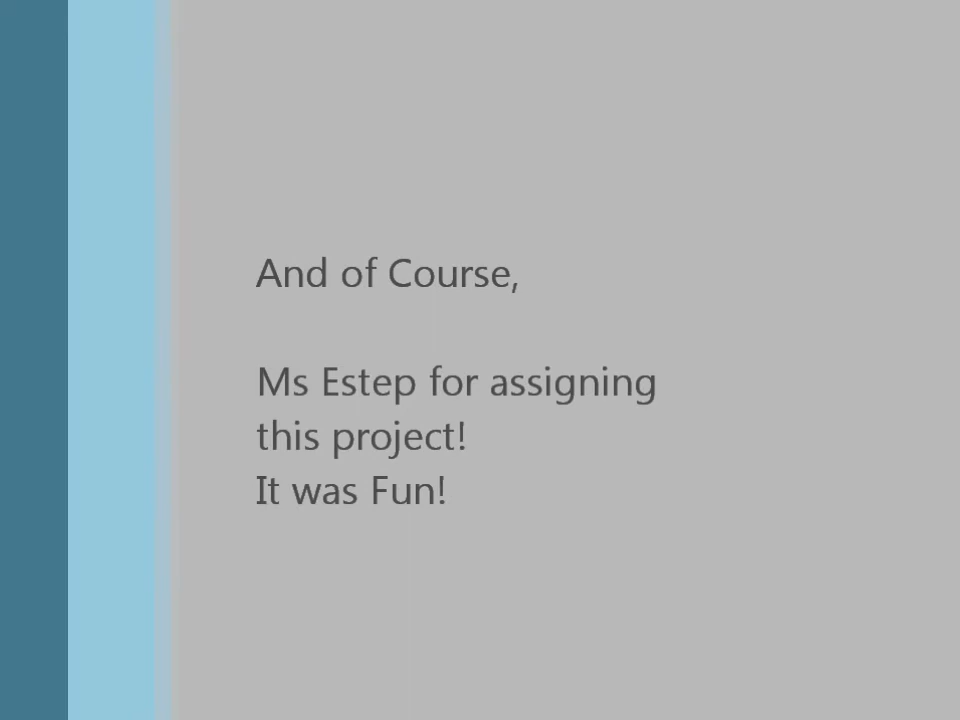 And of Course,
Ms Estep for assigning
this project!
It was Fun!